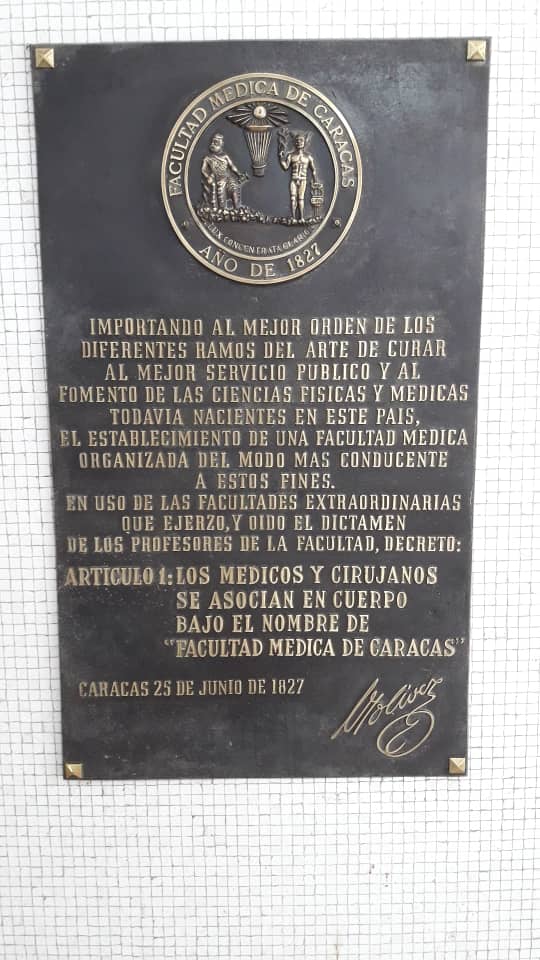 FACULTAD MEDICA DE CARACAS
LUX CONCENTRATA CLARIOR
AÑO DE 1827
IMPORTANDO AL MEJOR ORDEN DE LOS
DIFERENTES RAMOS DEL ARTE DE CURAR
AL MEJOR SERVICIO PUBLICO Y AL
FOMENTO DE LAS CIENCIAS FISICAS Y MEDICAS
TODAVIA NACIENTES EN ESTE PAIS,
EL ESTABLECIMIENTO DE UNA FACULTAD MEDICA
ORGANIZADA DEL MODO MAS CONDUCENTE
A ESTOS FINES.
EN USO DE LAS FACULTADES EXTRAORDINARIAS
QUE EJERZO, Y OIDO EL DICTAMEN
DE LOS PROFESORES DE LA FACULTAD, DECRETO:
ARTICULO 1: LOS MEDICOS Y CIRUJANOS
SE ASOCIAN EN CUERPO
BAJO EL NOMBRE DE
"FACULTAD MEDICA DE CARACAS"
CARACAS 25 DE JUNIO DE 1827
Bolívar